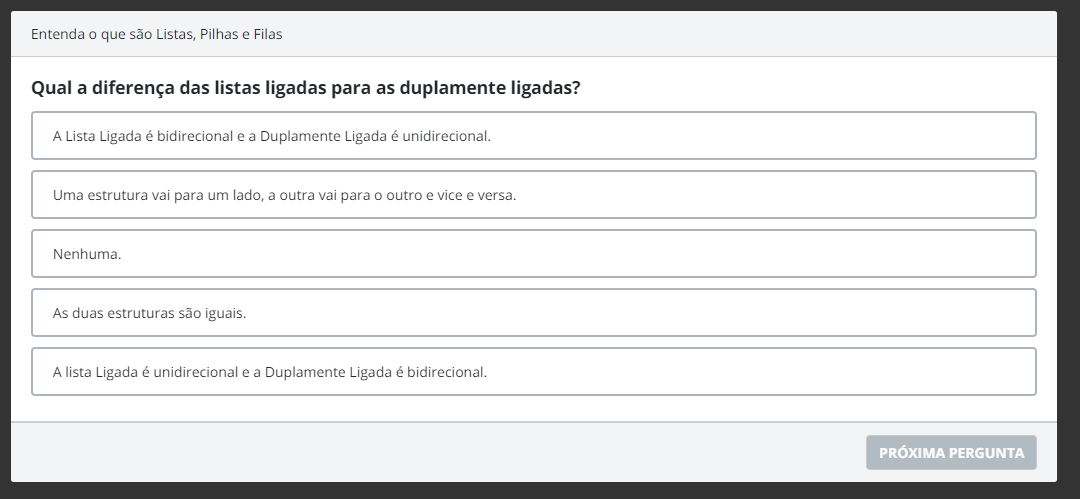 Entenda o que são Listas, Pilhas e Filas
Qual a diferença das listas ligadas para as duplamente ligadas?
A Lista Ligada é bidirecional e a Duplamente Ligada é unidirecional.
Uma estrutura vai para um lado, a outra vai para o outro e vice e versa.
Nenhuma.
As duas estruturas são iguais.
A lista Ligada é unidirecional e a Duplamente Ligada é bidirecional.
PRÓXIMA PERGUNTA